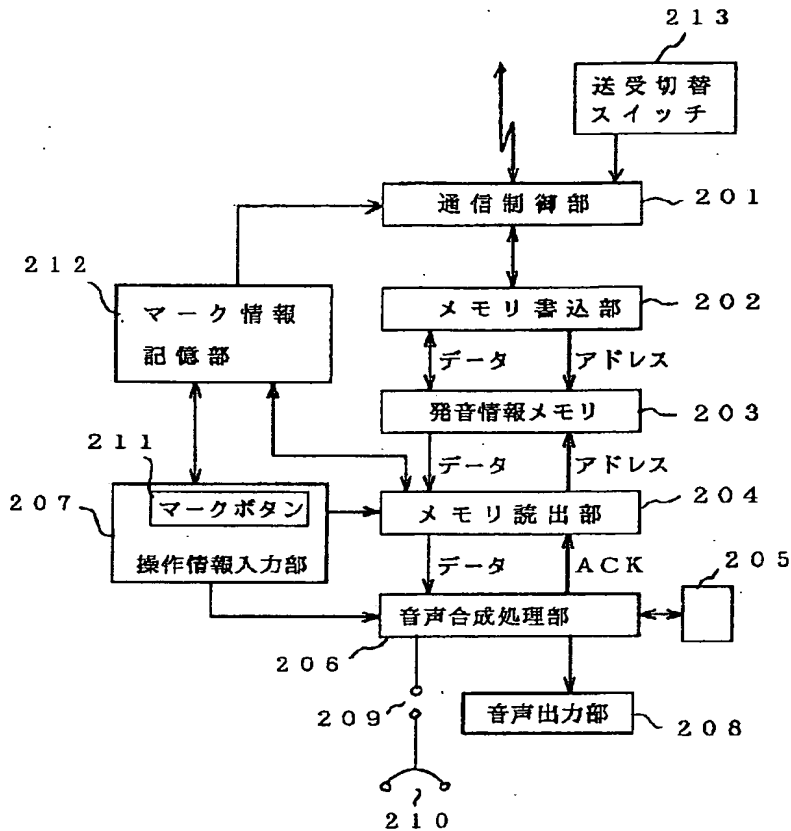 213
送受切替
スイッチ
通信制御部
201
212
マーク情報
記憶部
メモリ書込部
202
データ
アドレス
発音情報メモリ
203
211
データ
アドレス
207
マークボタン
メモリ読出部
204
操作情報入力部
データ
ACK
205
音声合成処理部
206
209
音声出力部
208
210